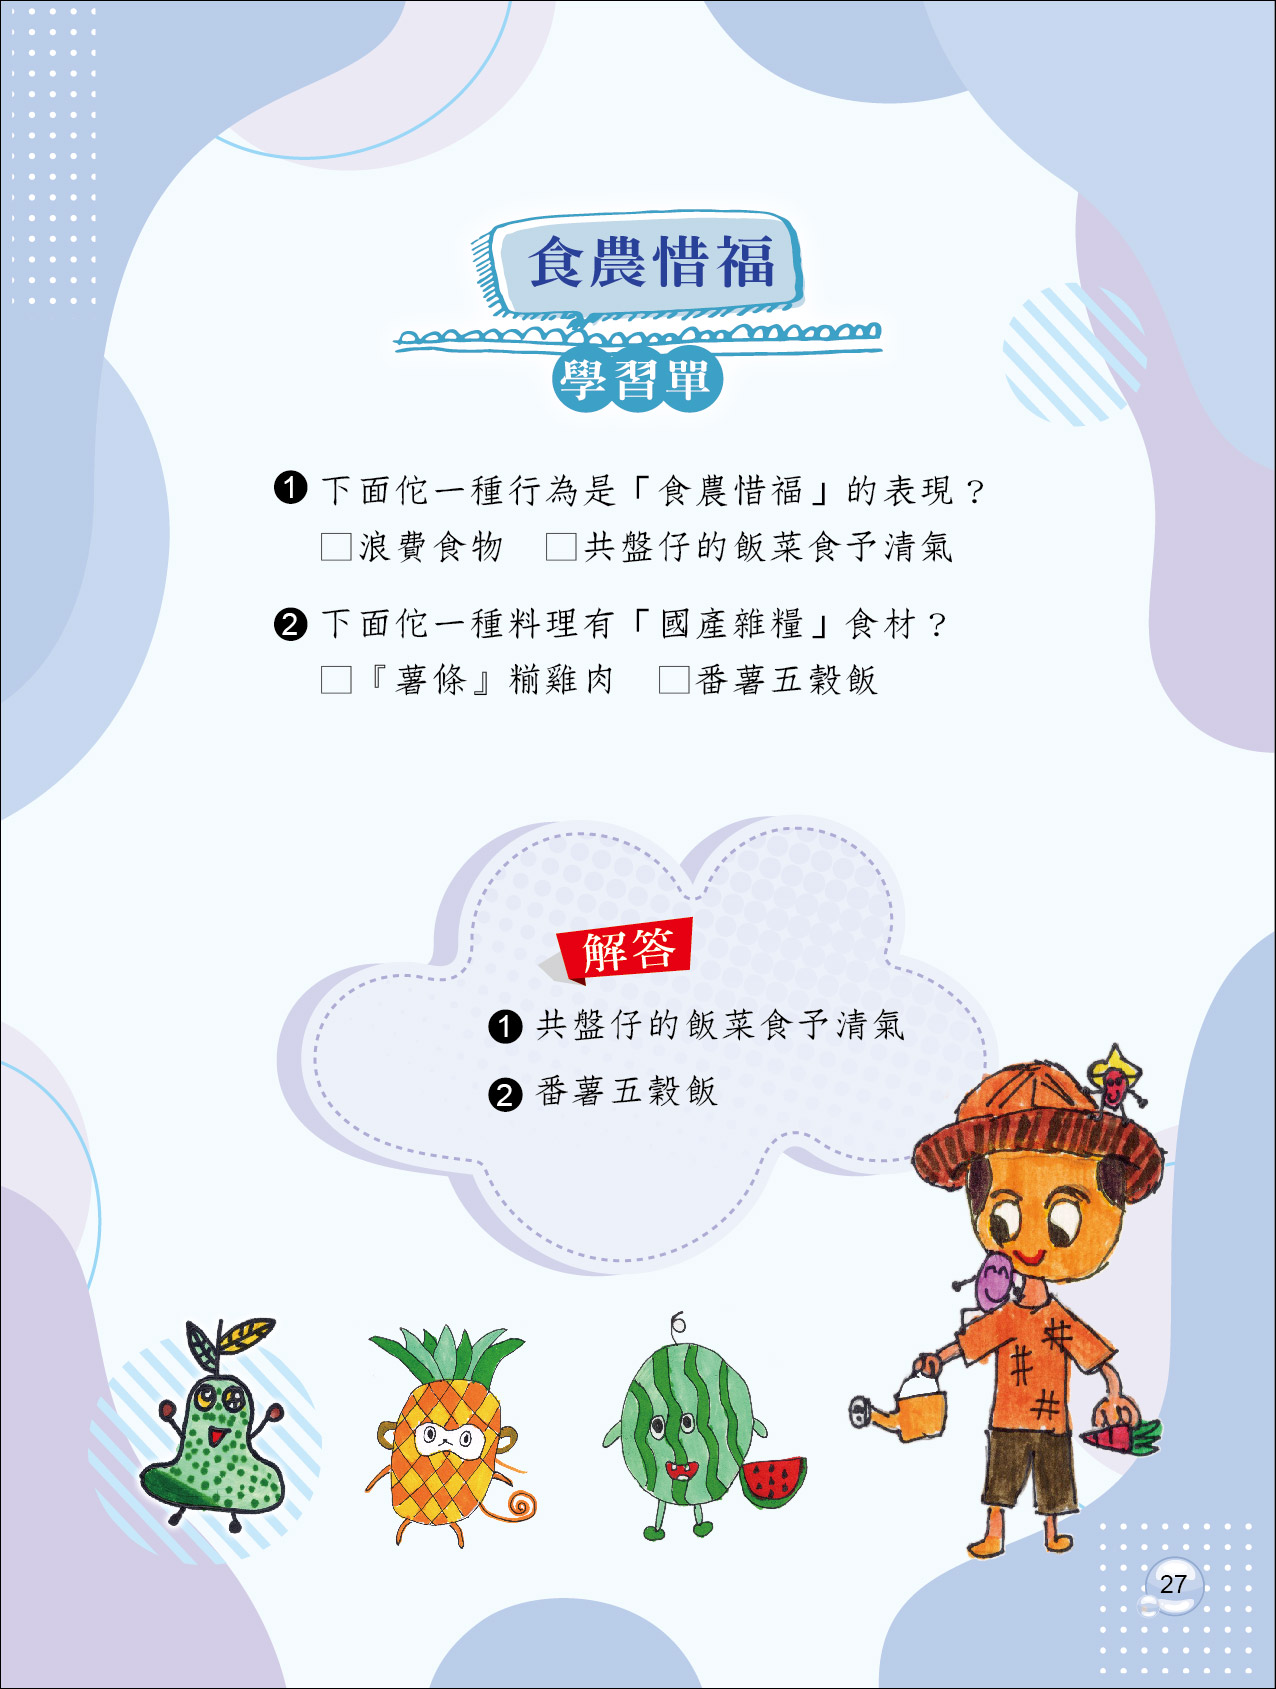 食農惜福
學習單
❶下面佗一種行為是「食農惜福」的表現？
□浪費食物　□共盤仔的飯菜食予清氣
❷下面佗一種料理有「國產雜糧」食材？
□『薯條』糋雞肉　□番薯五穀飯
解答
❶共盤仔的飯菜食予清氣
❷番薯五穀飯
27